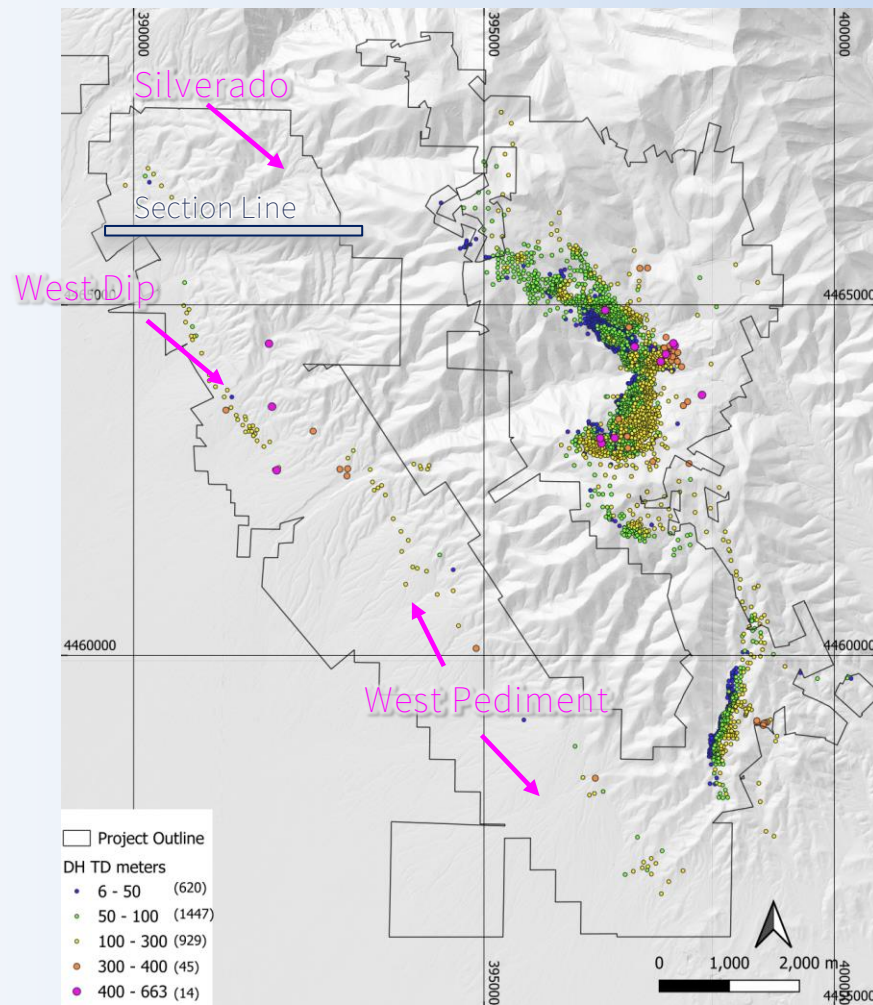 390000
395000
400000
Silverado
Section Line
West Dip
4465000
4465000
4460000
4460000
West Pediment
Project Outline
DH TD meters
6 - 50 (620)
50 - 100 (1447)
100 - 300 (929)
300 - 400 (45)
400 - 663 (14)
0 1,000 2,000 m
395000
400000
4455000